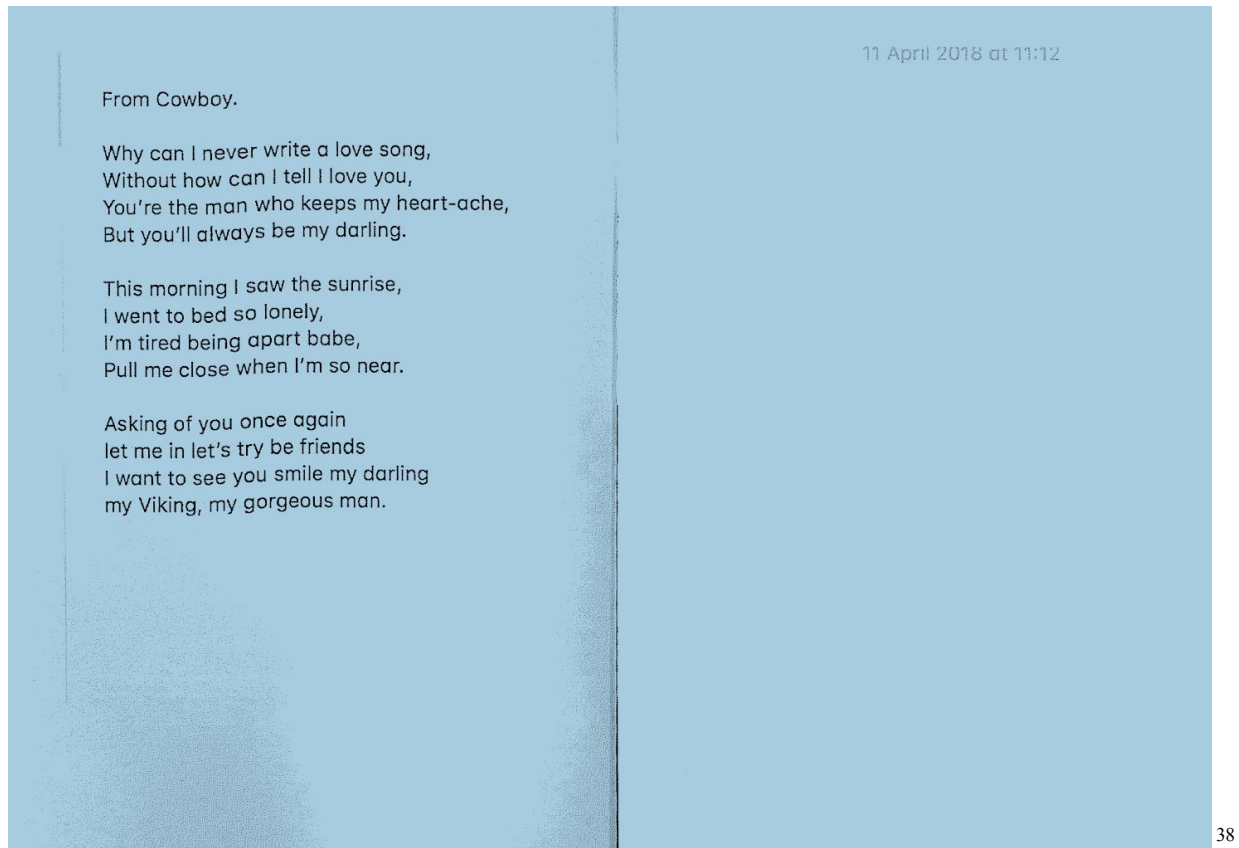 From Cowboy.
Why can I never write a love song,
Without how can I tell I love you,
You're the man who keeps my heart-ache,
But you'll always be my darling.
This morning I saw the sunrise,
I went to bed so lonely,
I'm tired being apart babe,
Pull me close when I'm so near.
Asking of you once again
let me in let's try be friends
I want to see you smile my darling
my Viking, my gorgeous man.
11 April 2018 at 11:12
38